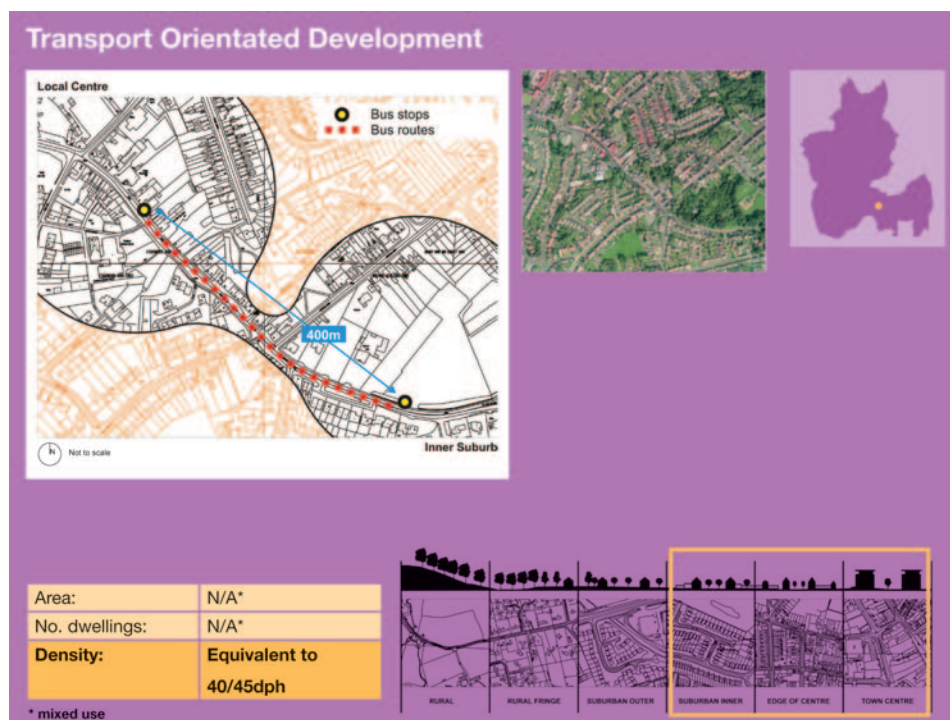 Transport Orientated Development
Local Centre
Bus stops
Bus routes
400m
Inner Suburb
N
Not to scale
Area: N/A*
No. dwellings: N/A*
Density: Equivalent to
40/45dph
* mixed use
RURAL
RURAL FRINGE
SUBURBAN OUTER
SUBURBAN INNER
EDGE OF CENTRE
TOWN CENTRE